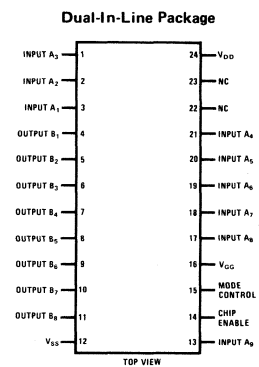 Dual-In-Line Package
INPUT A3 1
INPUT A2 2
INPUT A1 3
OUTPUT B1 4
OUTPUT B2 5
OUTPUT B3 6
OUTPUT B4 7
OUTPUT B5 8
OUTPUT B6 9
OUTPUT B7 10
OUTPUT B8 11
VSS 12
24 VDD
23 NC
22 NC
21 INPUT A4
20 INPUT A5
19 INPUT A6
18 INPUT A7
17 INPUT A8
16 VGG
15 MODE
CONTROL
14 CHIP
ENABLE
13 INPUT A9
TOP VIEW